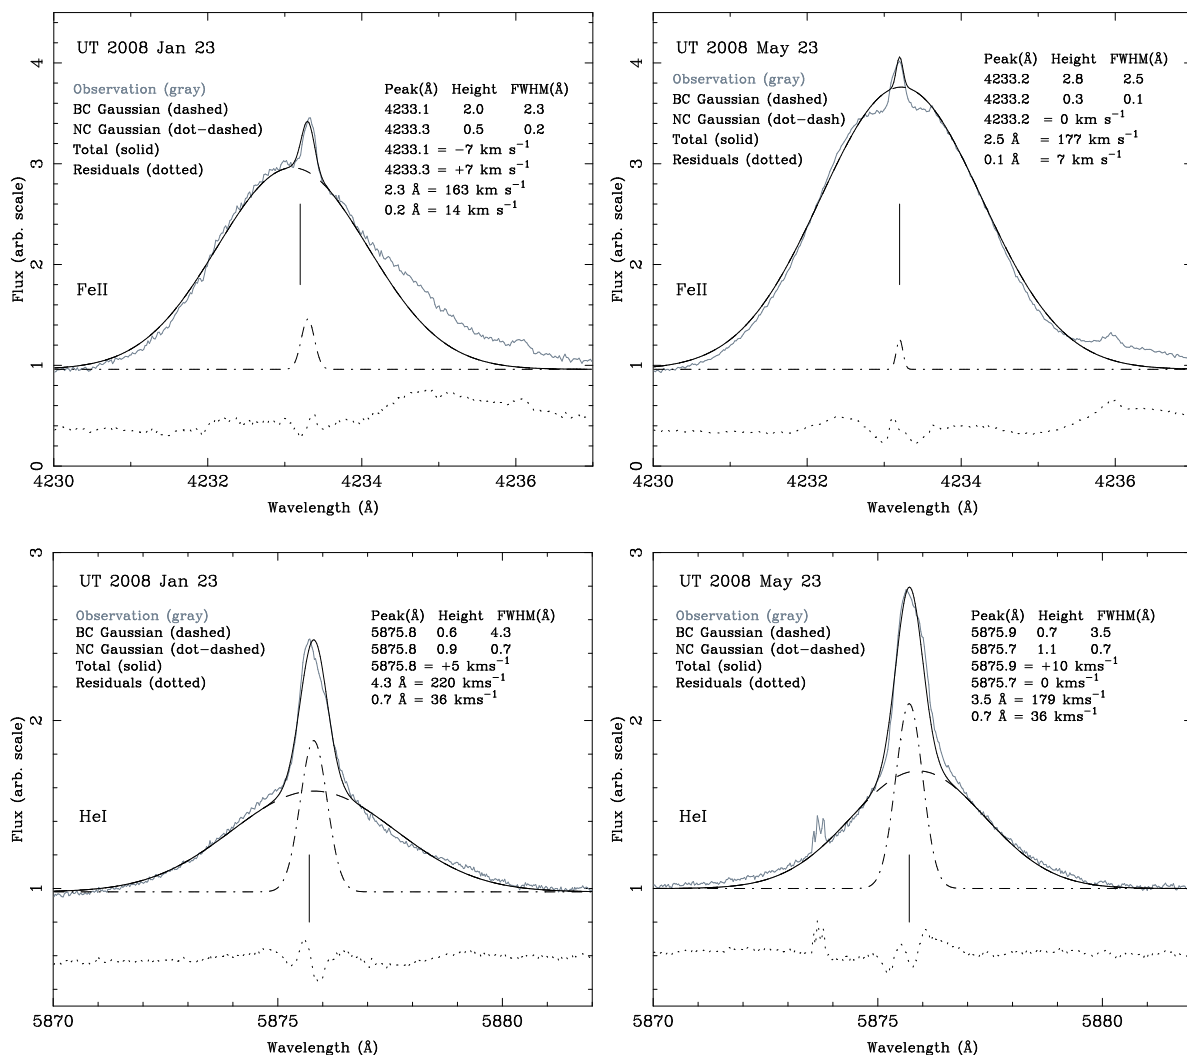 UT 2008 Jan 23
Observation (gray)
BC Gaussian (dashed)
NC Gaussian (dot-dashed)
Total (solid)
Residuals (dotted)
Peak(Å) Height FWHM(Å)
4233.1 2.0 2.3
4233.3 0.5 0.2
4233.1 = -7 km s⁻¹
4233.3 = +7 km s⁻¹
2.3 Å = 163 km s⁻¹
0.2 Å = 14 km s⁻¹
FeII
Flux (arb. scale)
0 1 2 3 4
4230 4232 4234 4236
Wavelength (Å)
UT 2008 May 23
Observation (gray)
BC Gaussian (dashed)
NC Gaussian (dot-dash)
Total (solid)
Residuals (dotted)
Peak(Å) Height FWHM(Å)
4233.2 2.8 2.5
4233.2 0.3 0.1
4233.2 = 0 km s⁻¹
2.5 Å = 177 km s⁻¹
0.1 Å = 7 km s⁻¹
FeII
Flux (arb. scale)
0 1 2 3 4
4230 4232 4234 4236
Wavelength (Å)
UT 2008 Jan 23
Observation (gray)
BC Gaussian (dashed)
NC Gaussian (dot-dashed)
Total (solid)
Residuals (dotted)
Peak(Å) Height FWHM(Å)
5875.8 0.6 4.3
5875.8 0.9 0.7
5875.8 = +5 kms⁻¹
4.3 Å = 220 kms⁻¹
0.7 Å = 36 kms⁻¹
HeI
Flux (arb. scale)
1 2 3
5870 5875 5880
Wavelength (Å)
UT 2008 May 23
Observation (gray)
BC Gaussian (dashed)
NC Gaussian (dot-dashed)
Total (solid)
Residuals (dotted)
Peak(Å) Height FWHM(Å)
5875.9 0.7 3.5
5875.7 1.1 0.7
5875.9 = +10 kms⁻¹
5875.7 = 0 kms⁻¹
3.5 Å = 179 kms⁻¹
0.7 Å = 36 kms⁻¹
HeI
Flux (arb. scale)
1 2 3
5870 5875 5880
Wavelength (Å)